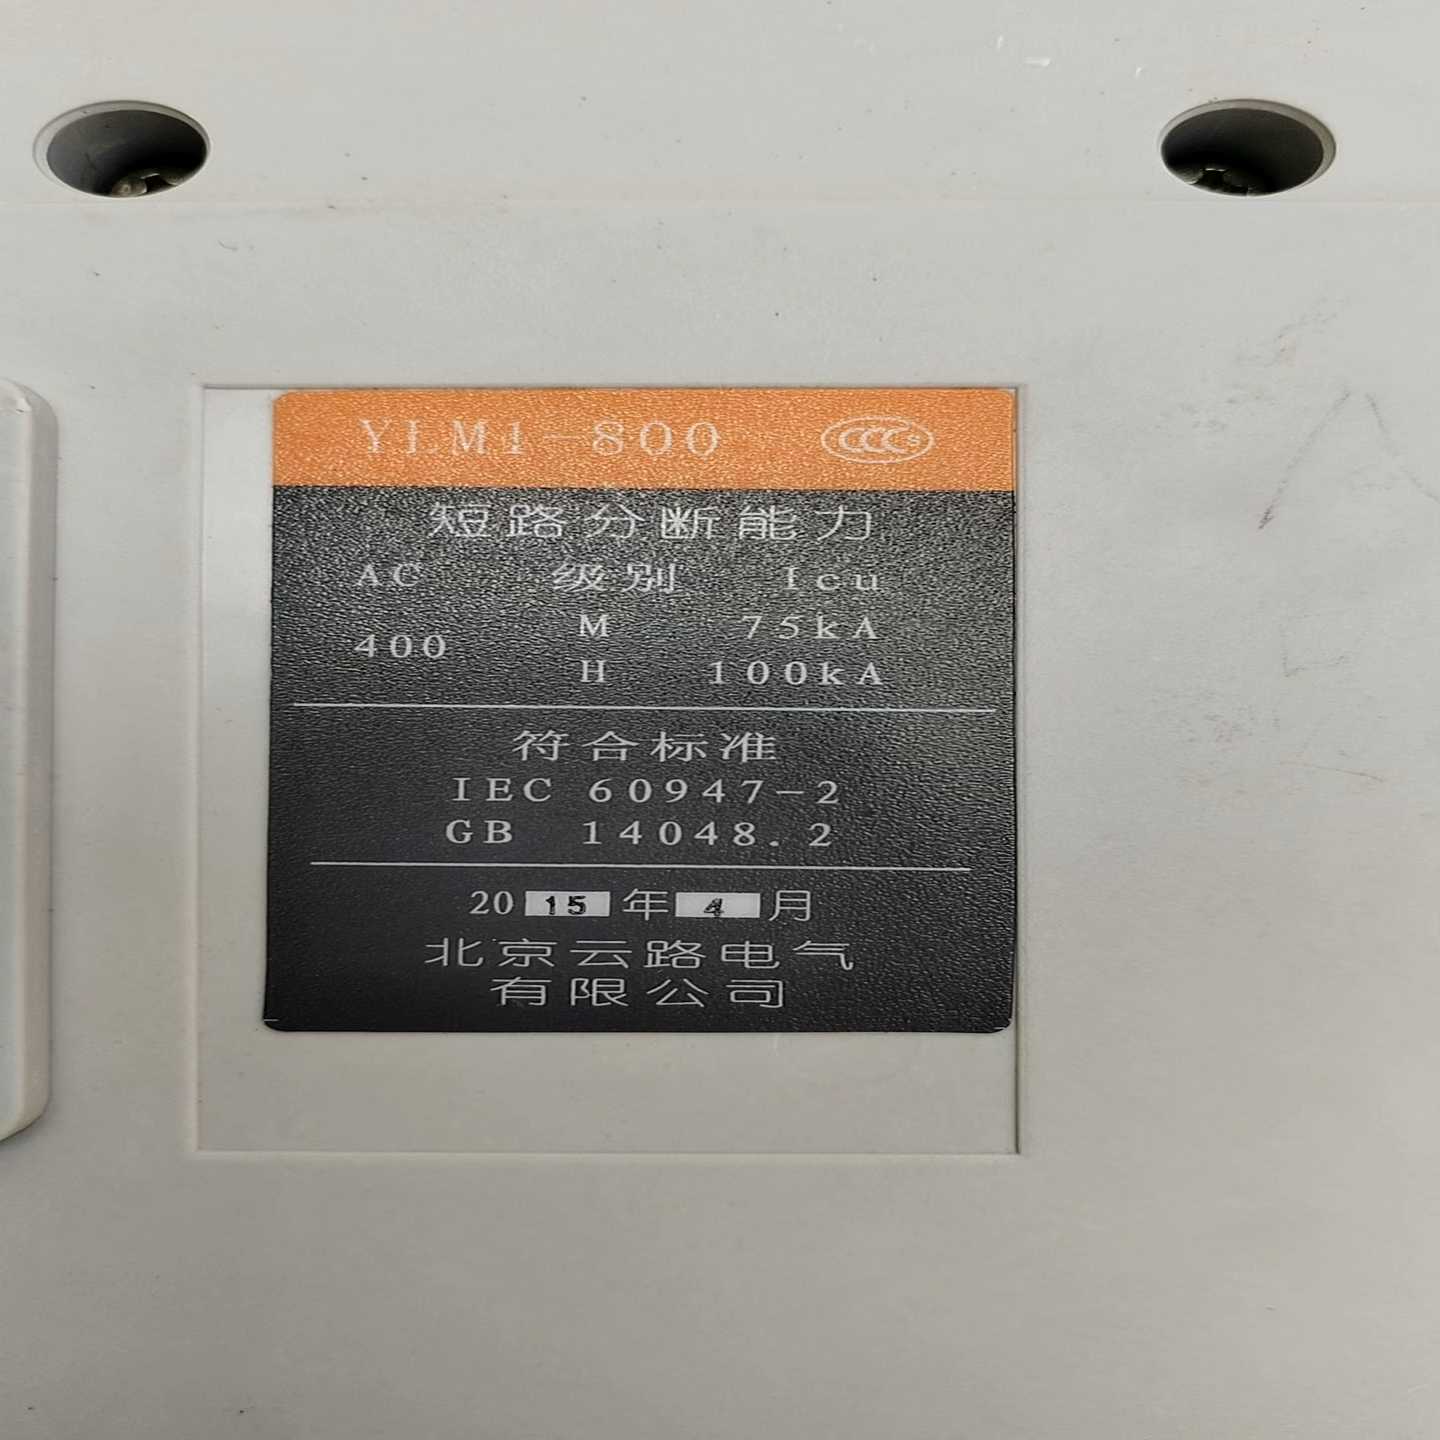 YLM1-800 CCCS
短路分断能力
AC 级别 Icu
400 M 75kA
H 100kA
符合标准
IEC 60947-2
GB 14048.2
2015年4月
北京云路电气
有限公司